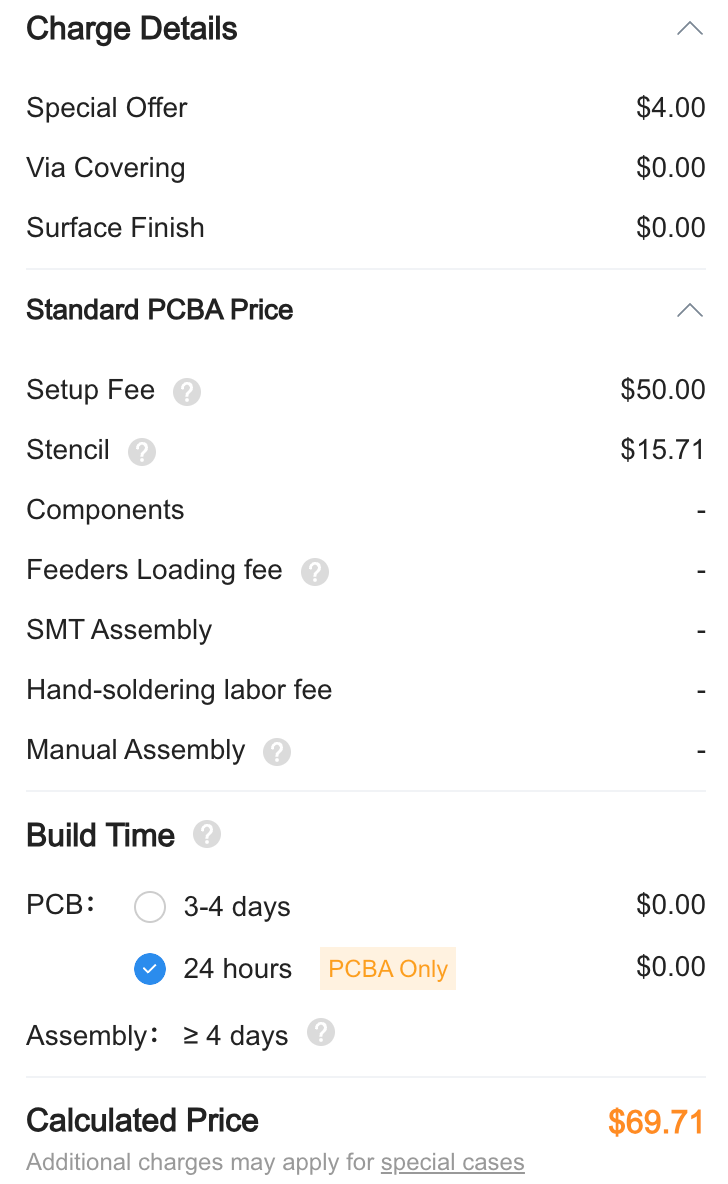 Charge Details
Special Offer $4.00
Via Covering $0.00
Surface Finish $0.00
Standard PCBA Price
Setup Fee ? $50.00
Stencil ? $15.71
Components -
Feeders Loading fee ? -
SMT Assembly -
Hand-soldering labor fee -
Manual Assembly ? -
Build Time ?
PCB: 3-4 days $0.00
24 hours PCBA Only $0.00
Assembly: ≥ 4 days ?
Calculated Price $69.71
Additional charges may apply for special cases